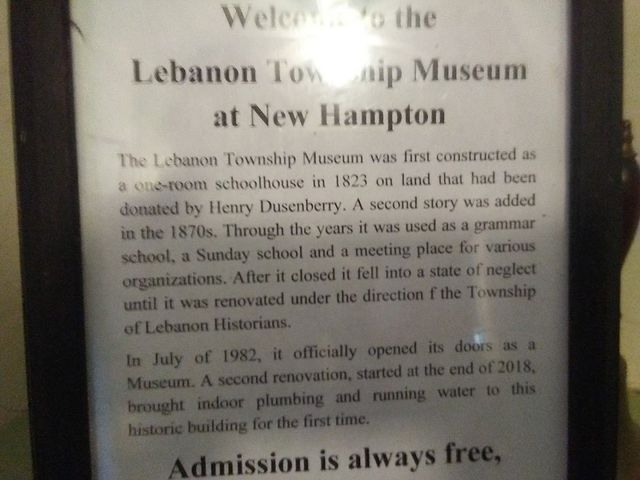 Welcome to the
Lebanon Township Museum
at New Hampton
The Lebanon Township Museum was first constructed as
a one-room schoolhouse in 1823 on land that had been
donated by Henry Dusenberry. A second story was added
in the 1870s. Through the years it was used as a grammar
school, a Sunday school and a meeting place for various
organizations. After it closed it fell into a state of neglect
until it was renovated under the direction f the Township
of Lebanon Historians.
In July of 1982, it officially opened its doors as a
Museum. A second renovation, started at the end of 2018,
brought indoor plumbing and running water to this
historic building for the first time.
Admission is always free,